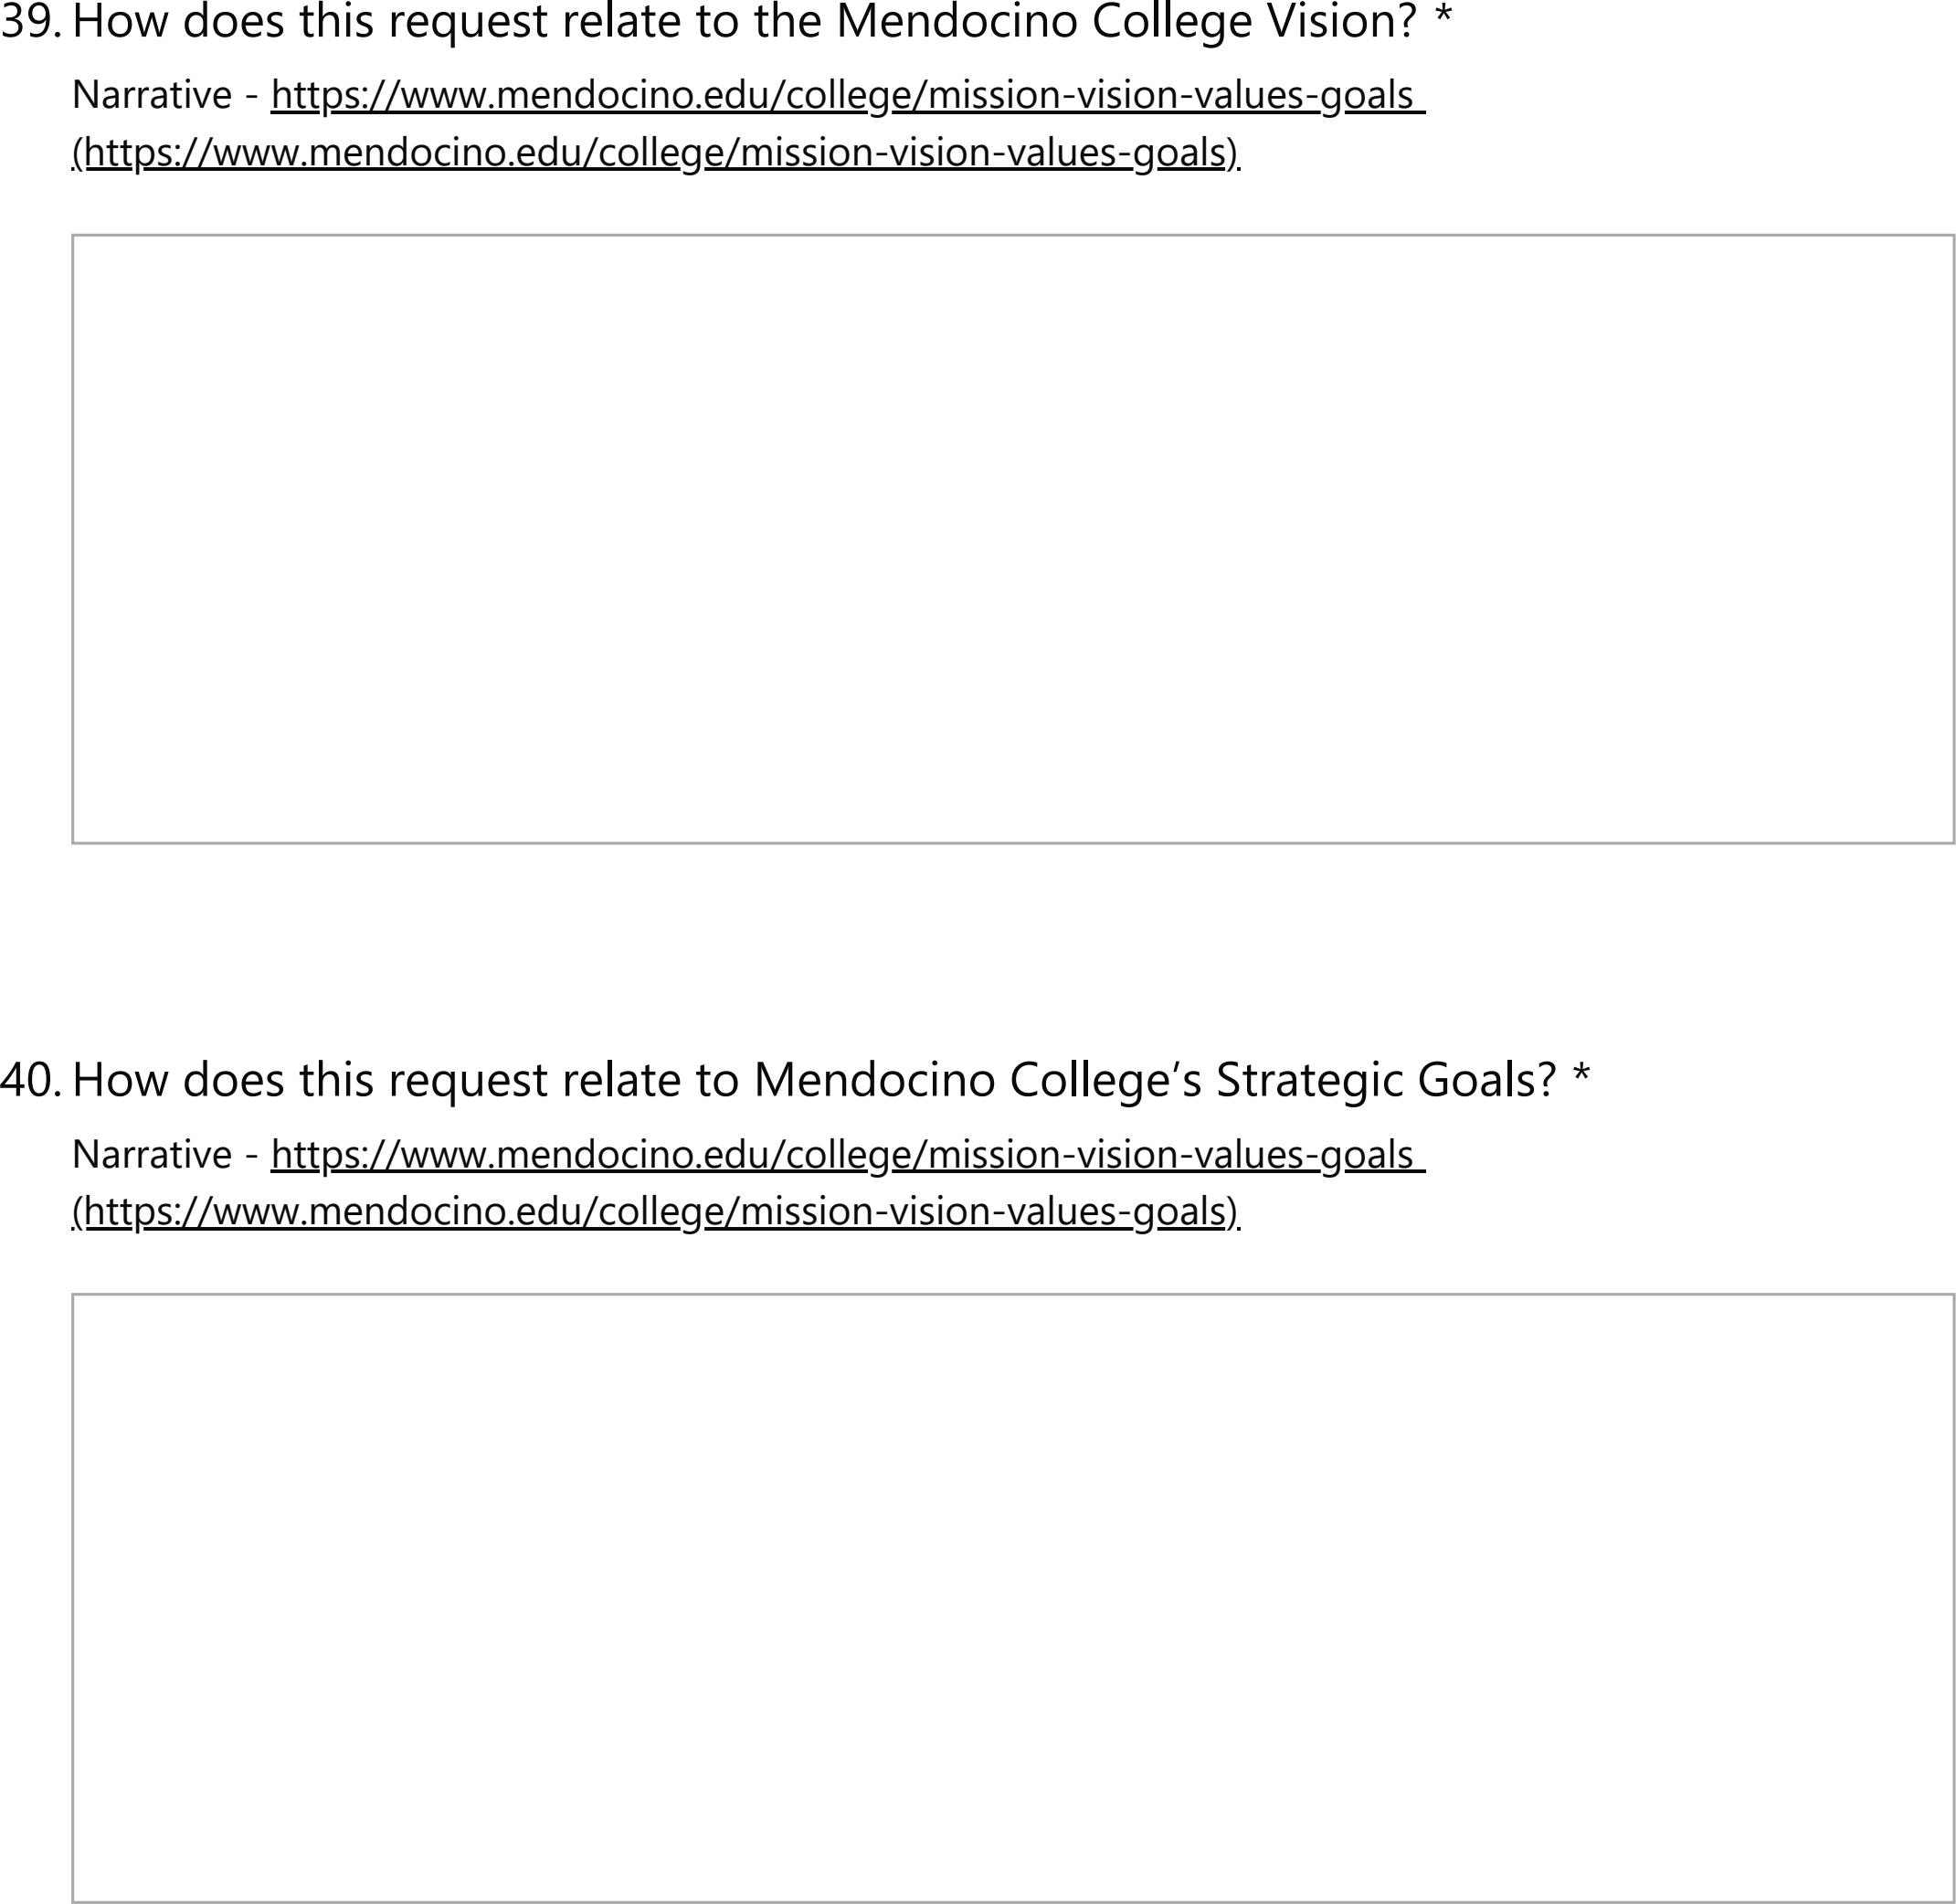 39. How does this request relate to the Mendocino College Vision? *
Narrative - https://www.mendocino.edu/college/mission-vision-values-goals
(https://www.mendocino.edu/college/mission-vision-values-goals)
40. How does this request relate to Mendocino College’s Strategic Goals? *
Narrative - https://www.mendocino.edu/college/mission-vision-values-goals
(https://www.mendocino.edu/college/mission-vision-values-goals)